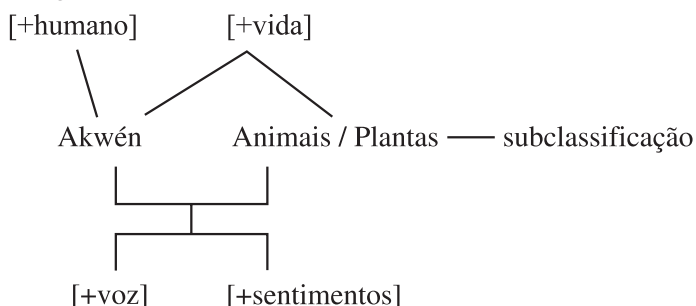 [+humano] [+vida]
Akwén Animais / Plantas subclassificação
[+voz] [+sentimentos]